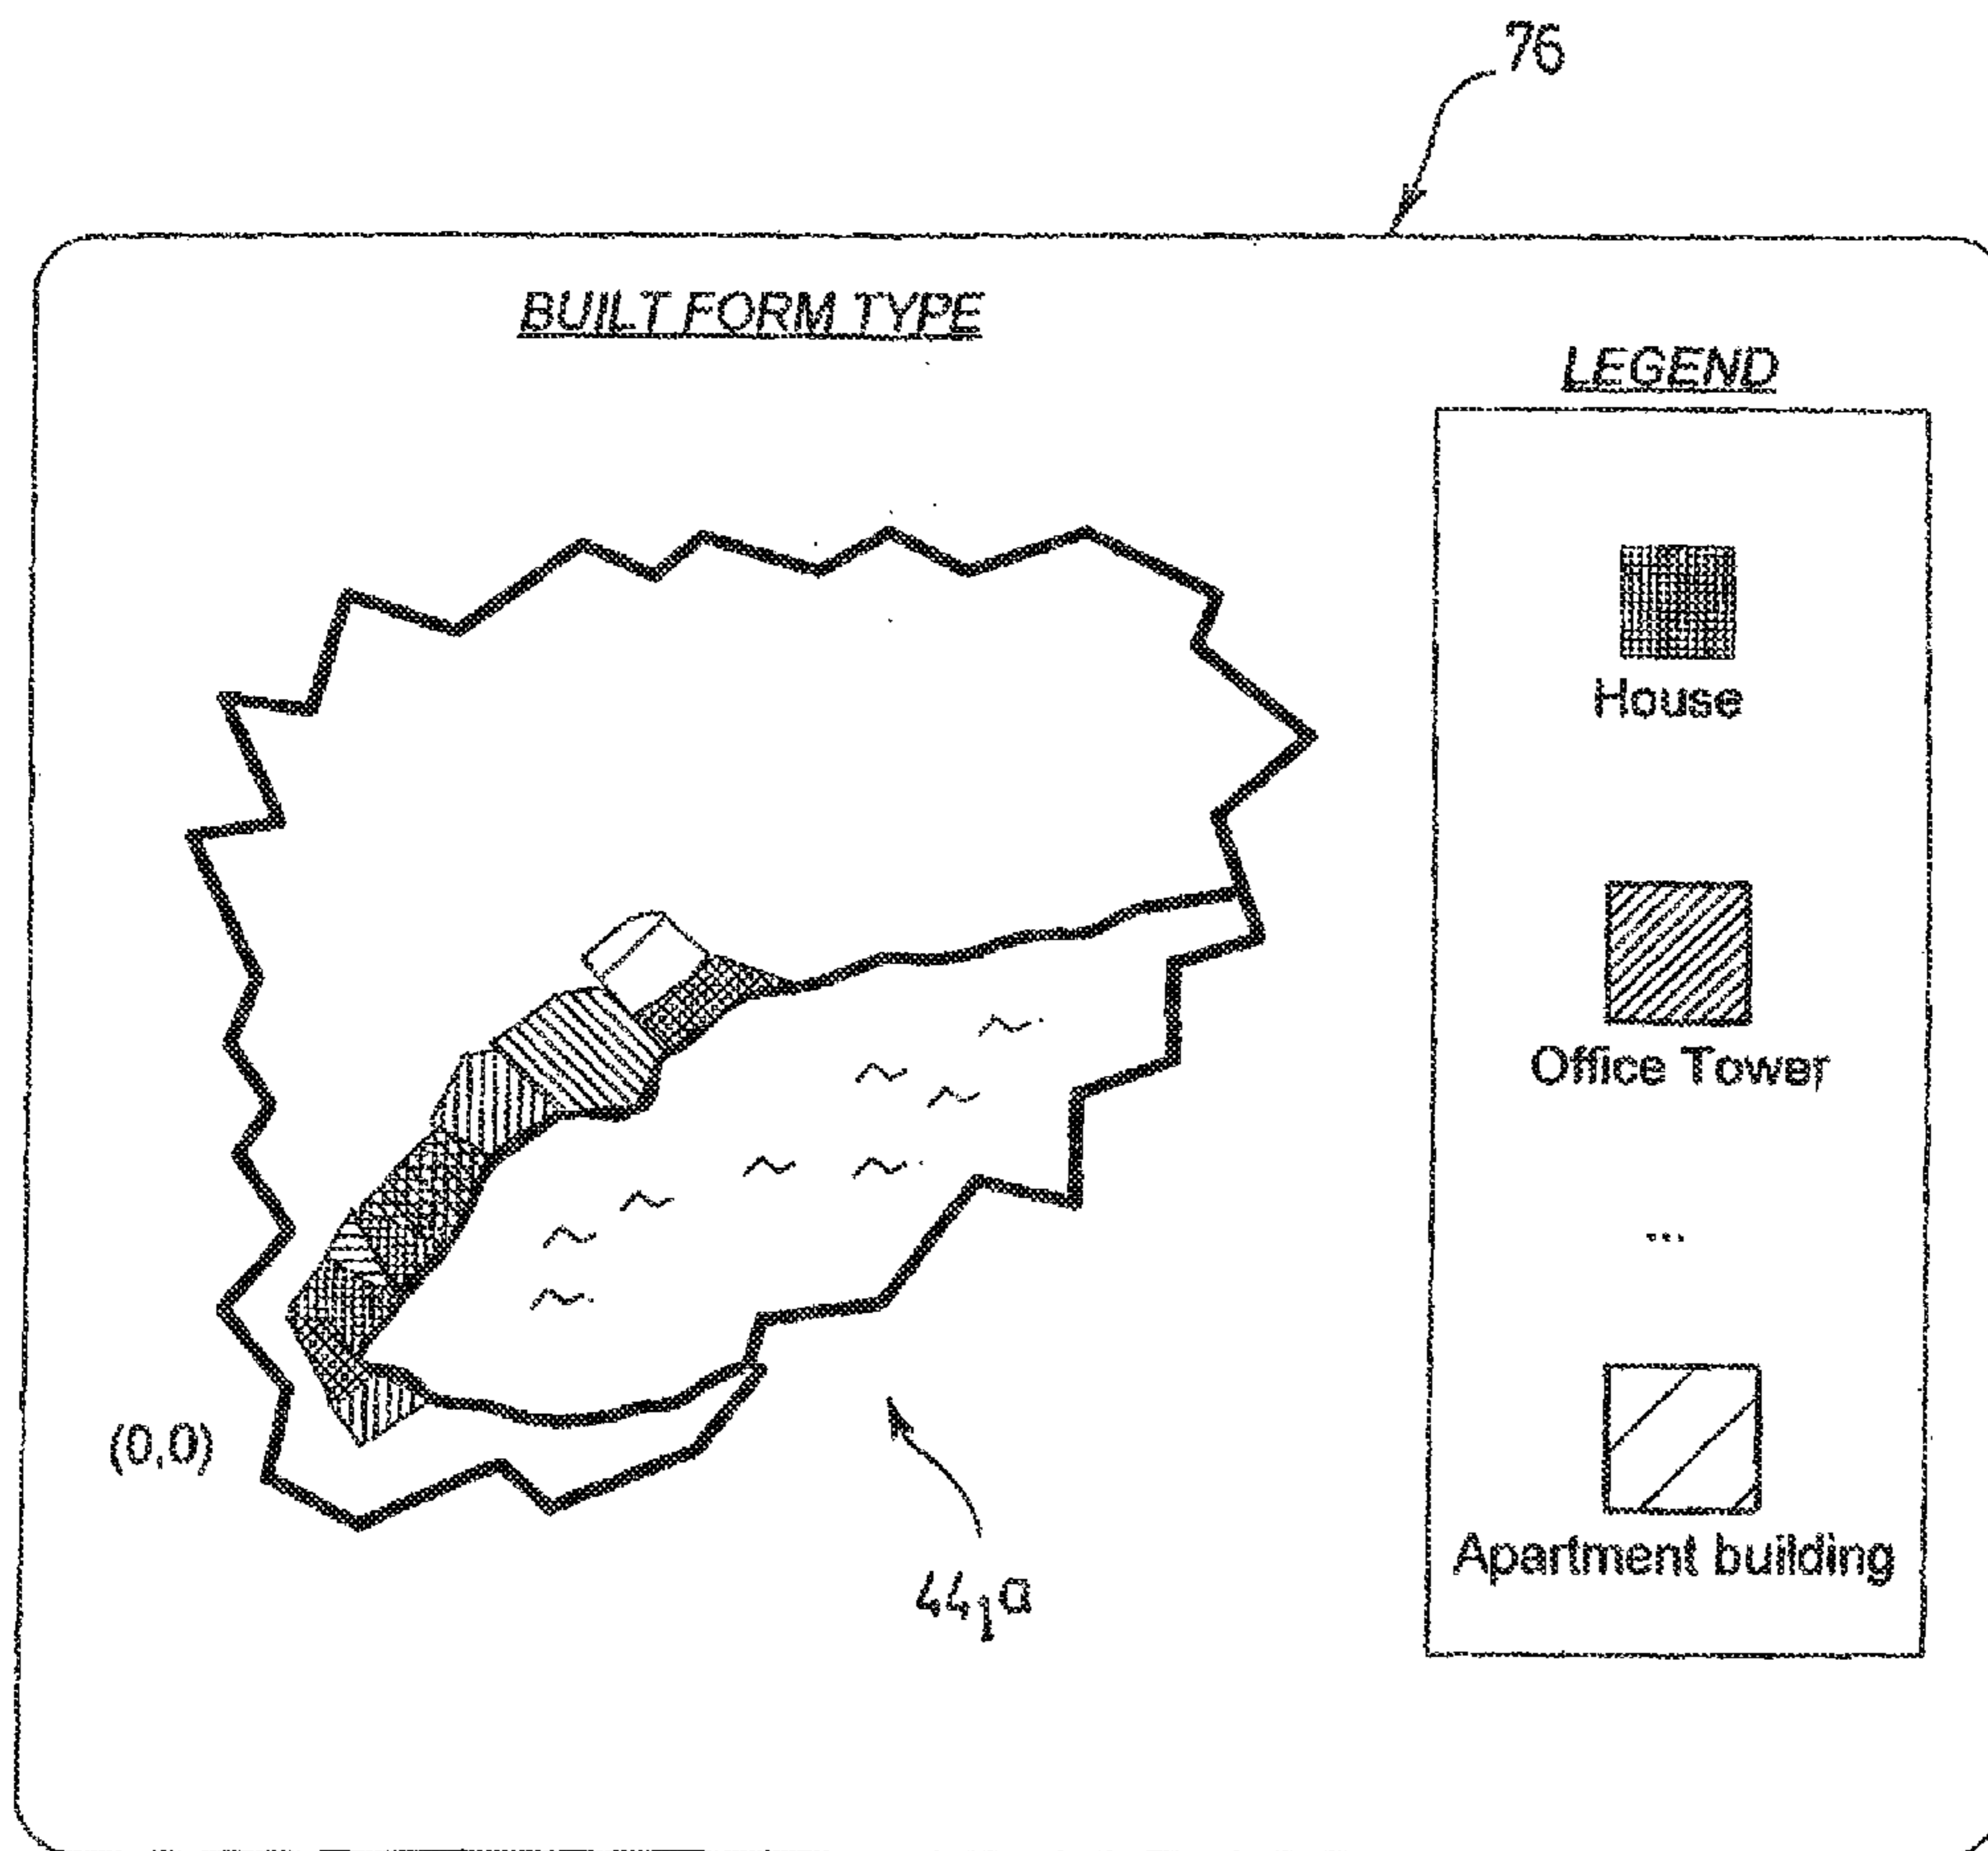 76
BUILT FORM TYPE
LEGEND
House
Office Tower
...
Apartment building
(0,0)
44₁a